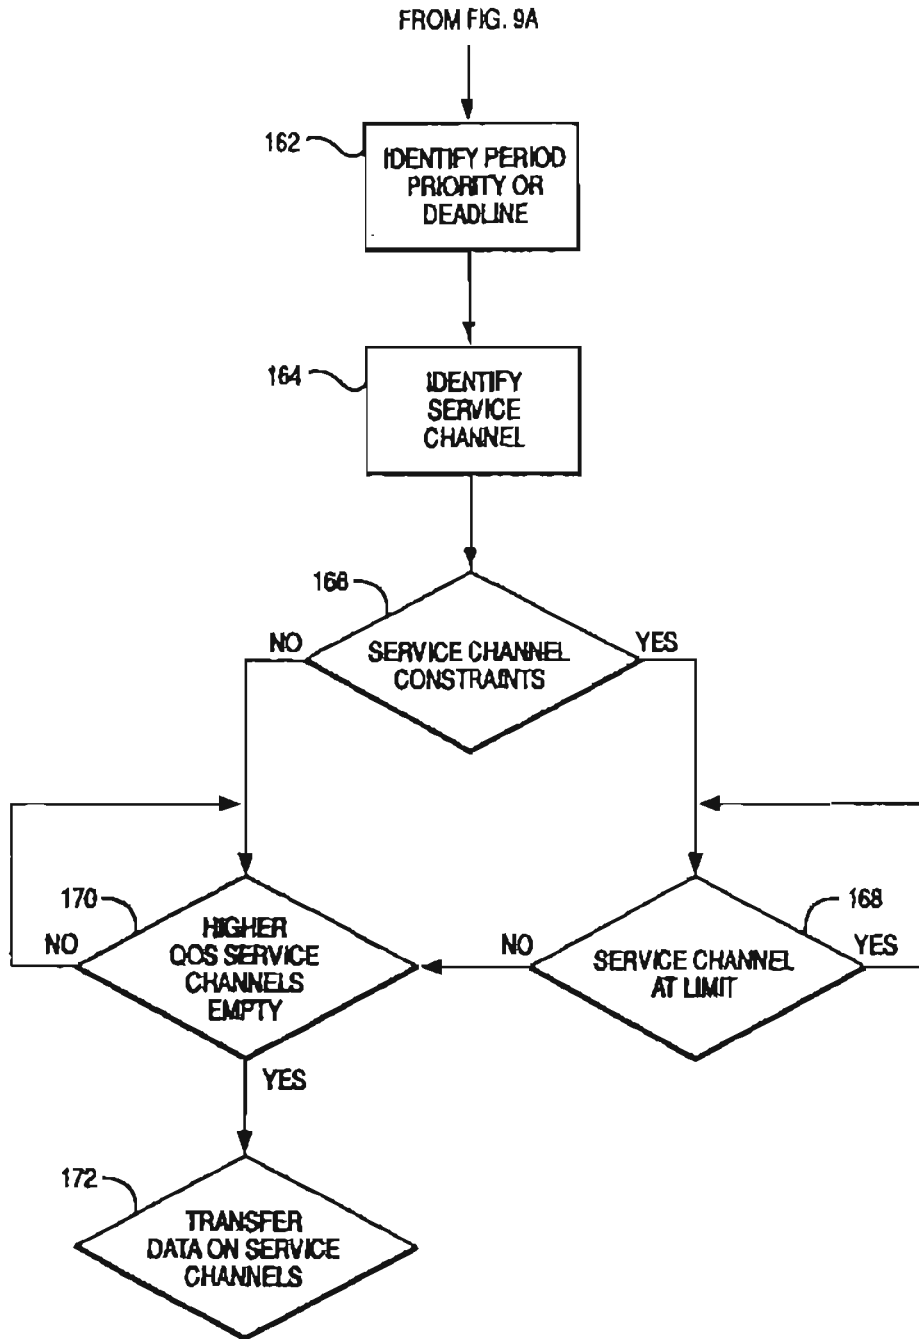 FROM FIG. 9A
162
IDENTIFY PERIOD
PRIORITY OR
DEADLINE
164
IDENTIFY
SERVICE
CHANNEL
166
NO
YES
SERVICE CHANNEL
CONSTRAINTS
170
NO
HIGHER
QOS SERVICE
CHANNELS
EMPTY
YES
168
NO
YES
SERVICE CHANNEL
AT LIMIT
172
TRANSFER
DATA ON SERVICE
CHANNELS